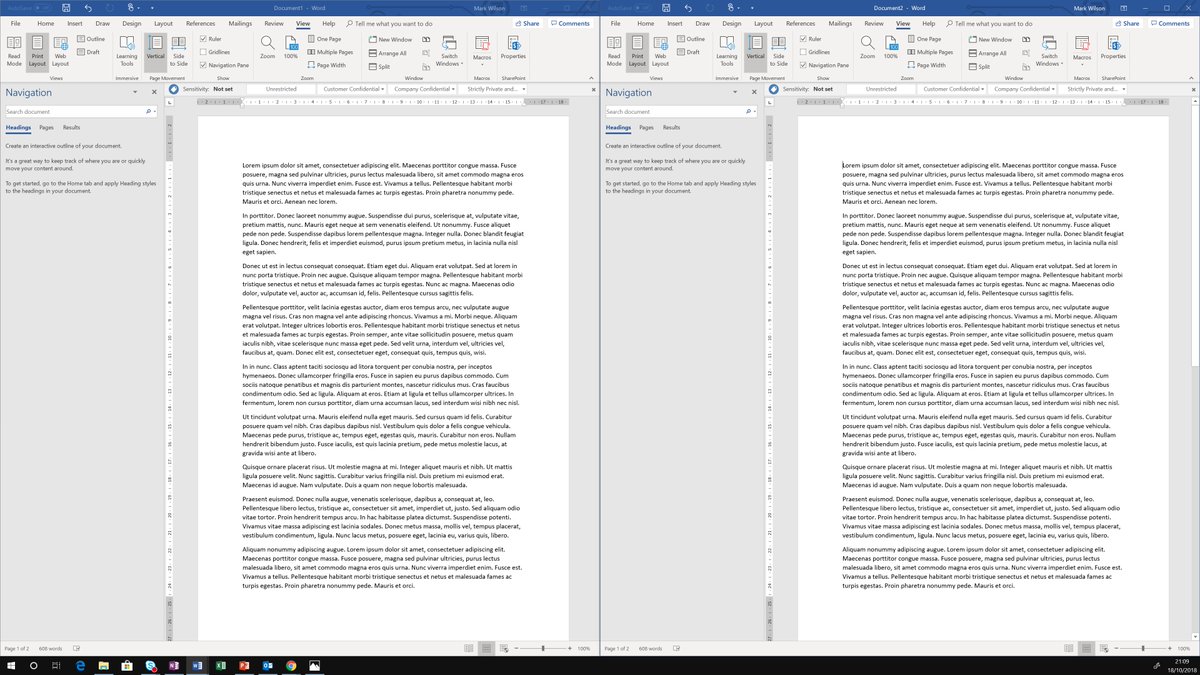 AutoSave Off
Document1 - Word
Mark Wilson
File Home Insert Draw Design Layout References Mailings Review View Help Tell me what you want to do Share Comments
Read Mode Print Layout Web Layout Outline Draft Learning Tools Vertical Side to Side Ruler Gridlines Navigation Pane Zoom 100% One Page Multiple Pages Page Width New Window Arrange All Split Switch Windows Macros Properties
Views Immersive Page Movement Show Zoom Window Macros SharePoint
Navigation
Sensitivity: Not set Unrestricted Customer Confidential Company Confidential Strictly Private and...
Search document
Headings Pages Results
Create an interactive outline of your document.
It's a great way to keep track of where you are or quickly
move your content around.
To get started, go to the Home tab and apply Heading styles
to the headings in your document.
Lorem ipsum dolor sit amet, consectetuer adipiscing elit. Maecenas porttitor congue massa. Fusce
posuere, magna sed pulvinar ultricies, purus lectus malesuada libero, sit amet commodo magna eros
quis urna. Nunc viverra imperdiet enim. Fusce est. Vivamus a tellus. Pellentesque habitant morbi
tristique senectus et netus et malesuada fames ac turpis egestas. Proin pharetra nonummy pede.
Mauris et orci. Aenean nec lorem.
In porttitor. Donec laoreet nonummy augue. Suspendisse dui purus, scelerisque at, vulputate vitae,
pretium mattis, nunc. Mauris eget neque at sem venenatis eleifend. Ut nonummy. Fusce aliquet
pede non pede. Suspendisse dapibus lorem pellentesque magna. Integer nulla. Donec blandit feugiat
ligula. Donec hendrerit, felis et imperdiet euismod, purus ipsum pretium metus, in lacinia nulla nisl
eget sapien.
Donec ut est in lectus consequat consequat. Etiam eget dui. Aliquam erat volutpat. Sed at lorem in
nunc porta tristique. Proin nec augue. Quisque aliquam tempor magna. Pellentesque habitant morbi
tristique senectus et netus et malesuada fames ac turpis egestas. Nunc ac magna. Maecenas odio
dolor, vulputate vel, auctor ac, accumsan id, felis. Pellentesque cursus sagittis felis.
Pellentesque porttitor, velit lacinia egestas auctor, diam eros tempus arcu, nec vulputate augue
magna vel risus. Cras non magna vel ante adipiscing rhoncus. Vivamus a mi. Morbi neque. Aliquam
erat volutpat. Integer ultrices lobortis eros. Pellentesque habitant morbi tristique senectus et netus
et malesuada fames ac turpis egestas. Proin semper, ante vitae sollicitudin posuere, metus quam
iaculis nibh, vitae scelerisque nunc massa eget pede. Sed velit urna, interdum vel, ultricies vel,
faucibus at, quam. Donec elit est, consectetuer eget, consequat quis, tempus quis, wisi.
In in nunc. Class aptent taciti sociosqu ad litora torquent per conubia nostra, per inceptos
hymenaeos. Donec ullamcorper fringilla eros. Fusce in sapien eu purus dapibus commodo. Cum
sociis natoque penatibus et magnis dis parturient montes, nascetur ridiculus mus. Cras faucibus
condimentum odio. Sed ac ligula. Aliquam at eros. Etiam at ligula et tellus ullamcorper ultrices. In
fermentum, lorem non cursus porttitor, diam urna accumsan lacus, sed interdum wisi nibh nec nisl.
Ut tincidunt volutpat urna. Mauris eleifend nulla eget mauris. Sed cursus quam id felis. Curabitur
posuere quam vel nibh. Cras dapibus dapibus nisl. Vestibulum quis dolor a felis congue vehicula.
Maecenas pede purus, tristique ac, tempus eget, egestas quis, mauris. Curabitur non eros. Nullam
hendrerit bibendum justo. Fusce iaculis, est quis lacinia pretium, pede metus molestie lacus, at
gravida wisi ante at libero.
Quisque ornare placerat risus. Ut molestie magna at mi. Integer aliquet mauris et nibh. Ut mattis
ligula posuere velit. Nunc sagittis. Curabitur varius fringilla nisl. Duis pretium mi euismod erat.
Maecenas id augue. Nam vulputate. Duis a quam non neque lobortis malesuada.
Praesent euismod. Donec nulla augue, venenatis scelerisque, dapibus a, consequat at, leo.
Pellentesque libero lectus, tristique ac, consectetuer sit amet, imperdiet ut, justo. Sed aliquam odio
vitae tortor. Proin hendrerit tempus arcu. In hac habitasse platea dictumst. Suspendisse potenti.
Vivamus vitae massa adipiscing est lacinia sodales. Donec metus massa, mollis vel, tempus placerat,
vestibulum condimentum, ligula. Nunc lacus metus, posuere eget, lacinia eu, varius quis, libero.
Aliquam nonummy adipiscing augue. Lorem ipsum dolor sit amet, consectetuer adipiscing elit.
Maecenas porttitor congue massa. Fusce posuere, magna sed pulvinar ultricies, purus lectus
malesuada libero, sit amet commodo magna eros quis urna. Nunc viverra imperdiet enim. Fusce est.
Vivamus a tellus. Pellentesque habitant morbi tristique senectus et netus et malesuada fames ac
turpis egestas. Proin pharetra nonummy pede. Mauris et orci.
Page 1 of 2 608 words 100%
AutoSave Off
Document2 - Word
Mark Wilson
File Home Insert Draw Design Layout References Mailings Review View Help Tell me what you want to do Share Comments
Read Mode Print Layout Web Layout Outline Draft Learning Tools Vertical Side to Side Ruler Gridlines Navigation Pane Zoom 100% One Page Multiple Pages Page Width New Window Arrange All Split Switch Windows Macros Properties
Views Immersive Page Movement Show Zoom Window Macros SharePoint
Navigation
Sensitivity: Not set Unrestricted Customer Confidential Company Confidential Strictly Private and...
Search document
Headings Pages Results
Create an interactive outline of your document.
It's a great way to keep track of where you are or quickly
move your content around.
To get started, go to the Home tab and apply Heading styles
to the headings in your document.
Lorem ipsum dolor sit amet, consectetuer adipiscing elit. Maecenas porttitor congue massa. Fusce
posuere, magna sed pulvinar ultricies, purus lectus malesuada libero, sit amet commodo magna eros
quis urna. Nunc viverra imperdiet enim. Fusce est. Vivamus a tellus. Pellentesque habitant morbi
tristique senectus et netus et malesuada fames ac turpis egestas. Proin pharetra nonummy pede.
Mauris et orci. Aenean nec lorem.
In porttitor. Donec laoreet nonummy augue. Suspendisse dui purus, scelerisque at, vulputate vitae,
pretium mattis, nunc. Mauris eget neque at sem venenatis eleifend. Ut nonummy. Fusce aliquet
pede non pede. Suspendisse dapibus lorem pellentesque magna. Integer nulla. Donec blandit feugiat
ligula. Donec hendrerit, felis et imperdiet euismod, purus ipsum pretium metus, in lacinia nulla nisl
eget sapien.
Donec ut est in lectus consequat consequat. Etiam eget dui. Aliquam erat volutpat. Sed at lorem in
nunc porta tristique. Proin nec augue. Quisque aliquam tempor magna. Pellentesque habitant morbi
tristique senectus et netus et malesuada fames ac turpis egestas. Nunc ac magna. Maecenas odio
dolor, vulputate vel, auctor ac, accumsan id, felis. Pellentesque cursus sagittis felis.
Pellentesque porttitor, velit lacinia egestas auctor, diam eros tempus arcu, nec vulputate augue
magna vel risus. Cras non magna vel ante adipiscing rhoncus. Vivamus a mi. Morbi neque. Aliquam
erat volutpat. Integer ultrices lobortis eros. Pellentesque habitant morbi tristique senectus et netus
et malesuada fames ac turpis egestas. Proin semper, ante vitae sollicitudin posuere, metus quam
iaculis nibh, vitae scelerisque nunc massa eget pede. Sed velit urna, interdum vel, ultricies vel,
faucibus at, quam. Donec elit est, consectetuer eget, consequat quis, tempus quis, wisi.
In in nunc. Class aptent taciti sociosqu ad litora torquent per conubia nostra, per inceptos
hymenaeos. Donec ullamcorper fringilla eros. Fusce in sapien eu purus dapibus commodo. Cum
sociis natoque penatibus et magnis dis parturient montes, nascetur ridiculus mus. Cras faucibus
condimentum odio. Sed ac ligula. Aliquam at eros. Etiam at ligula et tellus ullamcorper ultrices. In
fermentum, lorem non cursus porttitor, diam urna accumsan lacus, sed interdum wisi nibh nec nisl.
Ut tincidunt volutpat urna. Mauris eleifend nulla eget mauris. Sed cursus quam id felis. Curabitur
posuere quam vel nibh. Cras dapibus dapibus nisl. Vestibulum quis dolor a felis congue vehicula.
Maecenas pede purus, tristique ac, tempus eget, egestas quis, mauris. Curabitur non eros. Nullam
hendrerit bibendum justo. Fusce iaculis, est quis lacinia pretium, pede metus molestie lacus, at
gravida wisi ante at libero.
Quisque ornare placerat risus. Ut molestie magna at mi. Integer aliquet mauris et nibh. Ut mattis
ligula posuere velit. Nunc sagittis. Curabitur varius fringilla nisl. Duis pretium mi euismod erat.
Maecenas id augue. Nam vulputate. Duis a quam non neque lobortis malesuada.
Praesent euismod. Donec nulla augue, venenatis scelerisque, dapibus a, consequat at, leo.
Pellentesque libero lectus, tristique ac, consectetuer sit amet, imperdiet ut, justo. Sed aliquam odio
vitae tortor. Proin hendrerit tempus arcu. In hac habitasse platea dictumst. Suspendisse potenti.
Vivamus vitae massa adipiscing est lacinia sodales. Donec metus massa, mollis vel, tempus placerat,
vestibulum condimentum, ligula. Nunc lacus metus, posuere eget, lacinia eu, varius quis, libero.
Aliquam nonummy adipiscing augue. Lorem ipsum dolor sit amet, consectetuer adipiscing elit.
Maecenas porttitor congue massa. Fusce posuere, magna sed pulvinar ultricies, purus lectus
malesuada libero, sit amet commodo magna eros quis urna. Nunc viverra imperdiet enim. Fusce est.
Vivamus a tellus. Pellentesque habitant morbi tristique senectus et netus et malesuada fames ac
turpis egestas. Proin pharetra nonummy pede. Mauris et orci.
Page 1 of 2 608 words 100%
21:09
18/10/2018